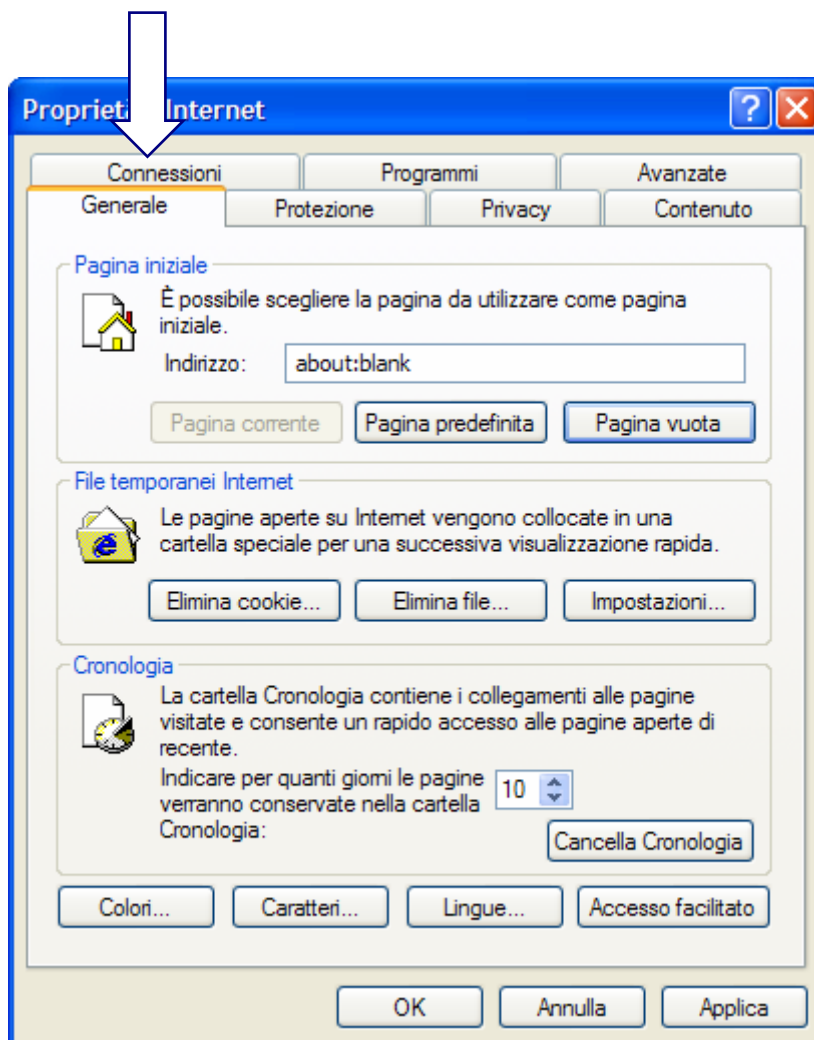 Proprietà Internet
Connessioni Programmi Avanzate
Generale Protezione Privacy Contenuto
Pagina iniziale
È possibile scegliere la pagina da utilizzare come pagina
iniziale.
Indirizzo: about:blank
Pagina corrente Pagina predefinita Pagina vuota
File temporanei Internet
Le pagine aperte su Internet vengono collocate in una
cartella speciale per una successiva visualizzazione rapida.
Elimina cookie... Elimina file... Impostazioni...
Cronologia
La cartella Cronologia contiene i collegamenti alle pagine
visitate e consente un rapido accesso alle pagine aperte di
recente.
Indicare per quanti giorni le pagine
verranno conservate nella cartella
Cronologia:
10
Cancella Cronologia
Colori... Caratteri... Lingue... Accesso facilitato
OK Annulla Applica